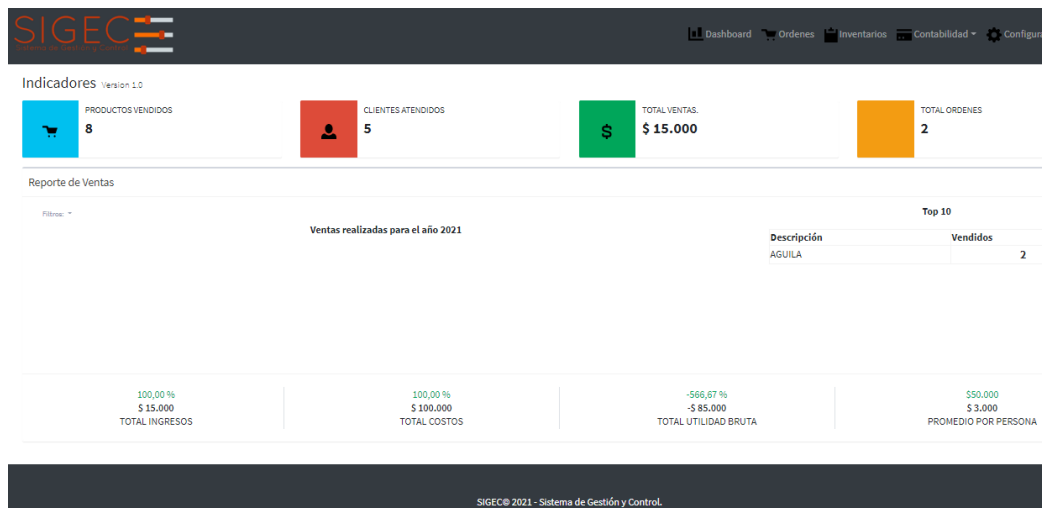 SIGEC
Sistema de Gestión y Control
Dashboard Ordenes Inventarios Contabilidad Configura
Indicadores Version 1.0
PRODUCTOS VENDIDOS
8
CLIENTES ATENDIDOS
5
TOTAL VENTAS.
$ 15.000
TOTAL ORDENES
2
Reporte de Ventas
Filtros:
Ventas realizadas para el año 2021
Top 10
Descripción Vendidos
AGUILA 2
100,00 %
$ 15.000
TOTAL INGRESOS
100,00 %
$ 100.000
TOTAL COSTOS
-566,67 %
-$ 85.000
TOTAL UTILIDAD BRUTA
$50.000
$ 3.000
PROMEDIO POR PERSONA
SIGEC© 2021 - Sistema de Gestión y Control.